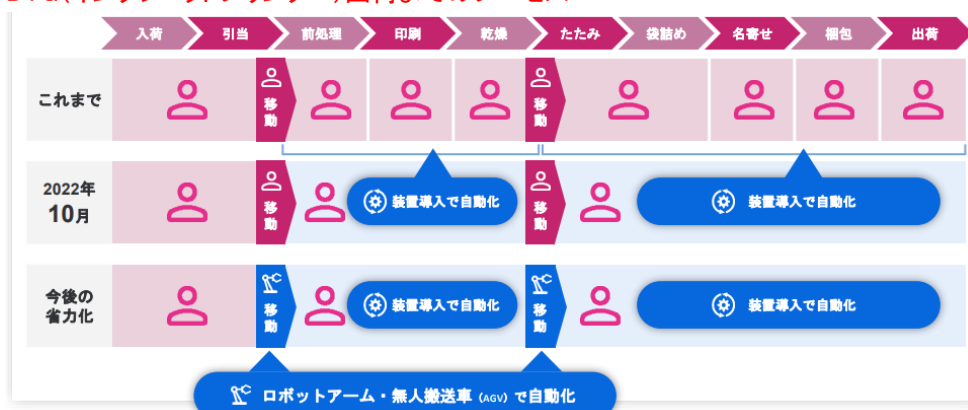 入荷 引当 前処理 印刷 乾燥 たたみ 袋詰め 名寄せ 梱包 出荷
これまで
移動
移動
2022年
10月
移動
装置導入で自動化
移動
装置導入で自動化
今後の
省力化
移動
装置導入で自動化
移動
装置導入で自動化
ロボットアーム・無人搬送車（AGV）で自動化